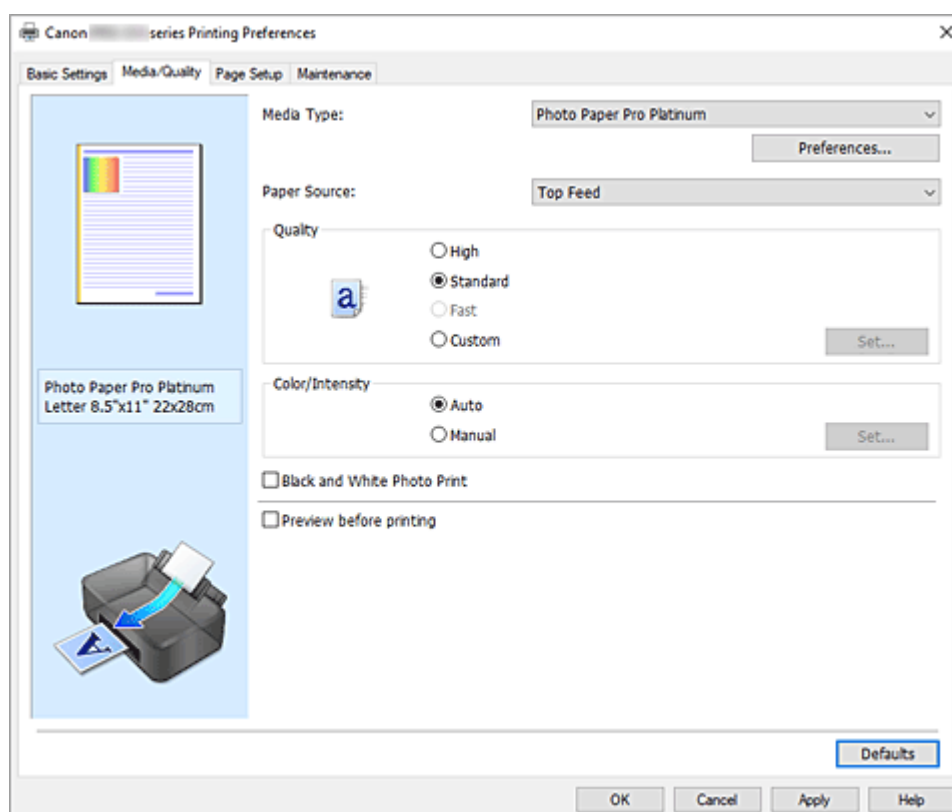 Canon series Printing Preferences
Basic Settings Media/Quality Page Setup Maintenance
Media Type: Photo Paper Pro Platinum
Preferences...
Paper Source: Top Feed
Quality
High
a
Standard
Fast
Custom Set...
Photo Paper Pro Platinum
Letter 8.5"x11" 22x28cm
Color/Intensity
Auto
Manual Set...
Black and White Photo Print
Preview before printing
A
Defaults
OK Cancel Apply Help